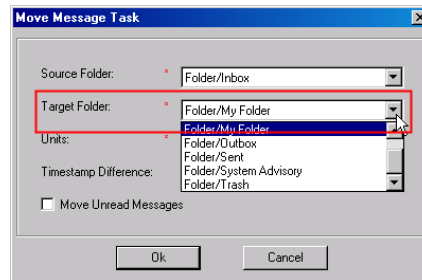 Move Message Task
Source Folder: * Folder/Inbox
Target Folder: * Folder/My Folder
Folder/My Folder
Units: *
Folder/Outbox
Folder/Sent
Timestamp Difference: Folder/System Advisory
Folder/Trash
Move Unread Messages
Ok Cancel